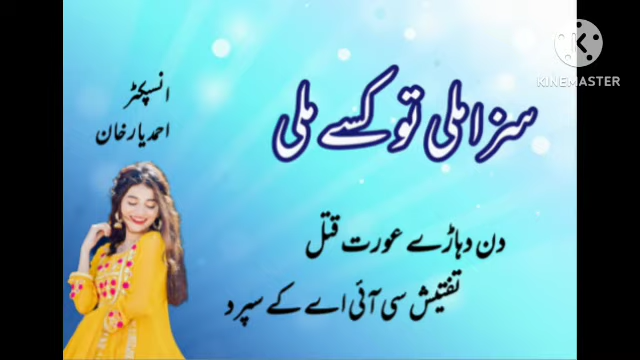 KINEMASTER
انسپکٹر
احمد یار خان
سزا ملی تو کسے ملی
دن دہاڑے عورت قتل
تفتیش سی آئی اے کے سپرد